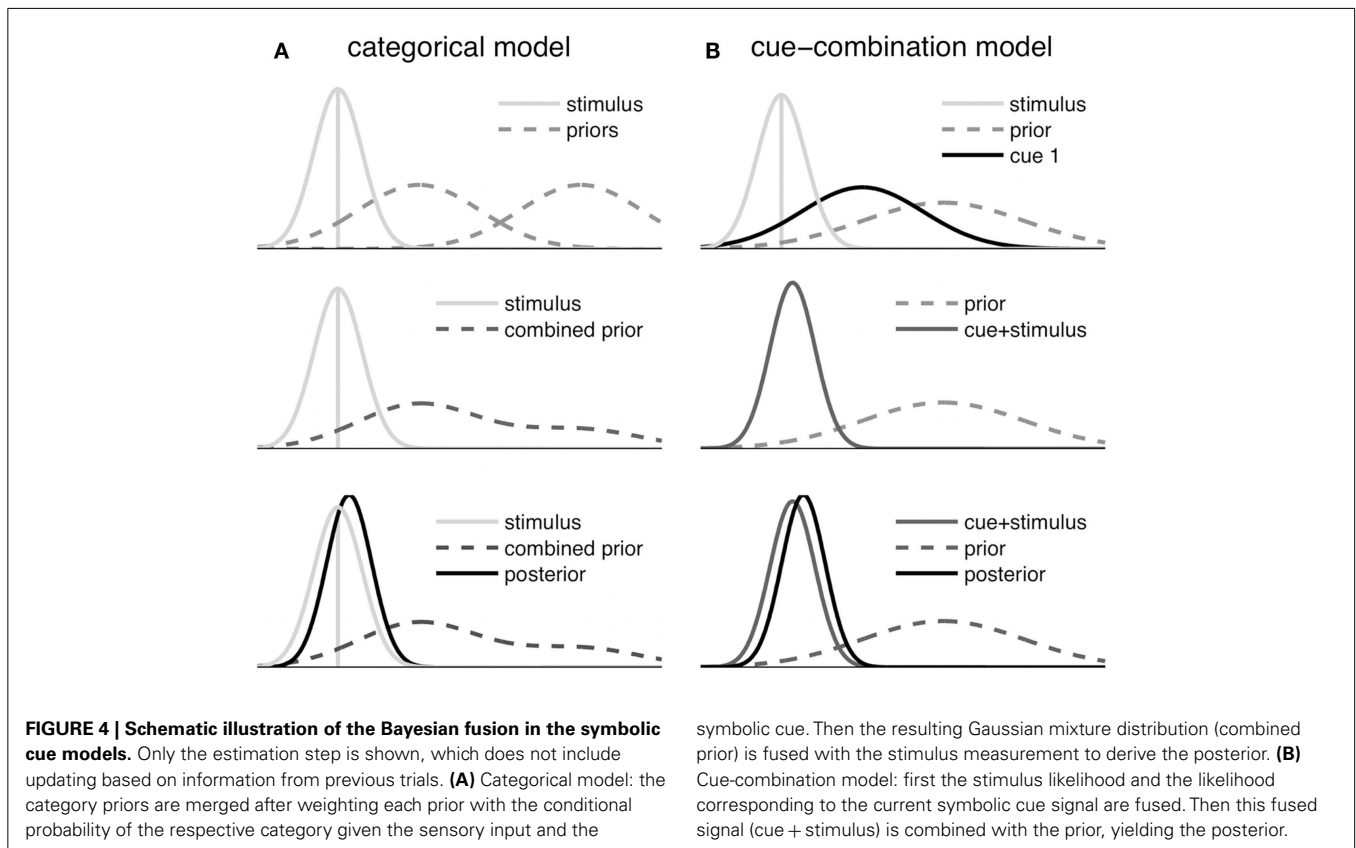 A categorical model
stimulus
priors
stimulus
combined prior
stimulus
combined prior
posterior
B cue–combination model
stimulus
prior
cue 1
prior
cue+stimulus
cue+stimulus
prior
posterior
FIGURE 4 | Schematic illustration of the Bayesian fusion in the symbolic
cue models. Only the estimation step is shown, which does not include
updating based on information from previous trials. (A) Categorical model: the
category priors are merged after weighting each prior with the conditional
probability of the respective category given the sensory input and the
symbolic cue. Then the resulting Gaussian mixture distribution (combined
prior) is fused with the stimulus measurement to derive the posterior. (B)
Cue-combination model: first the stimulus likelihood and the likelihood
corresponding to the current symbolic cue signal are fused. Then this fused
signal (cue + stimulus) is combined with the prior, yielding the posterior.